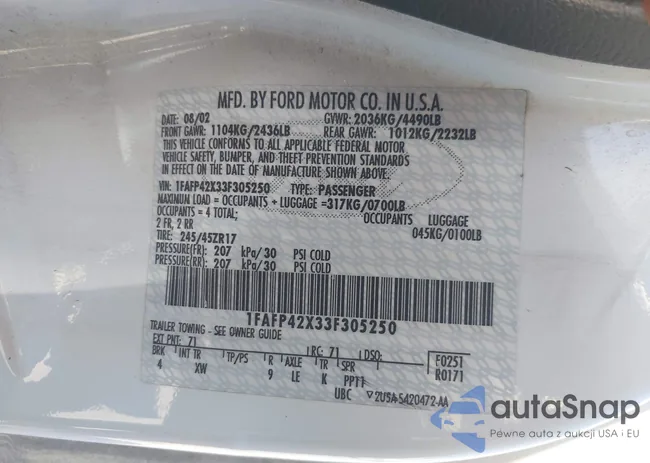 MFD. BY FORD MOTOR CO. IN U.S.A.
DATE: 08/02 GVWR: 2036KG/4490LB
FRONT GAWR: 1104KG/2436LB REAR GAWR: 1012KG/2232LB
THIS VEHICLE CONFORMS TO ALL APPLICABLE FEDERAL MOTOR
VEHICLE SAFETY, BUMPER, AND THEFT PREVENTION STANDARDS
IN EFFECT ON THE DATE OF MANUFACTURE SHOWN ABOVE.
VIN: 1FAFP42X33F305250 TYPE: PASSENGER
MAXIMUM LOAD = OCCUPANTS + LUGGAGE = 317KG/0700LB
OCCUPANTS = 4 TOTAL; OCCUPANTS LUGGAGE
2 FR, 2 RR 045KG/0100LB
TIRE: 245/45ZR17
PRESSURE(FR): 207 kPa/30 PSI COLD
PRESSURE(RR): 207 kPa/30 PSI COLD
1FAFP42X33F305250
TRAILER TOWING - SEE OWNER GUIDE
EXT PNT: 71 RC: 71 DSO: F0251
BRK INT TR TP/PS R AXLE TR SPR R0171
4 XW 9 LE K PP11
UBC 2U5A-5420472-AA
autaSnap
Pewne auta z aukcji USA i EU